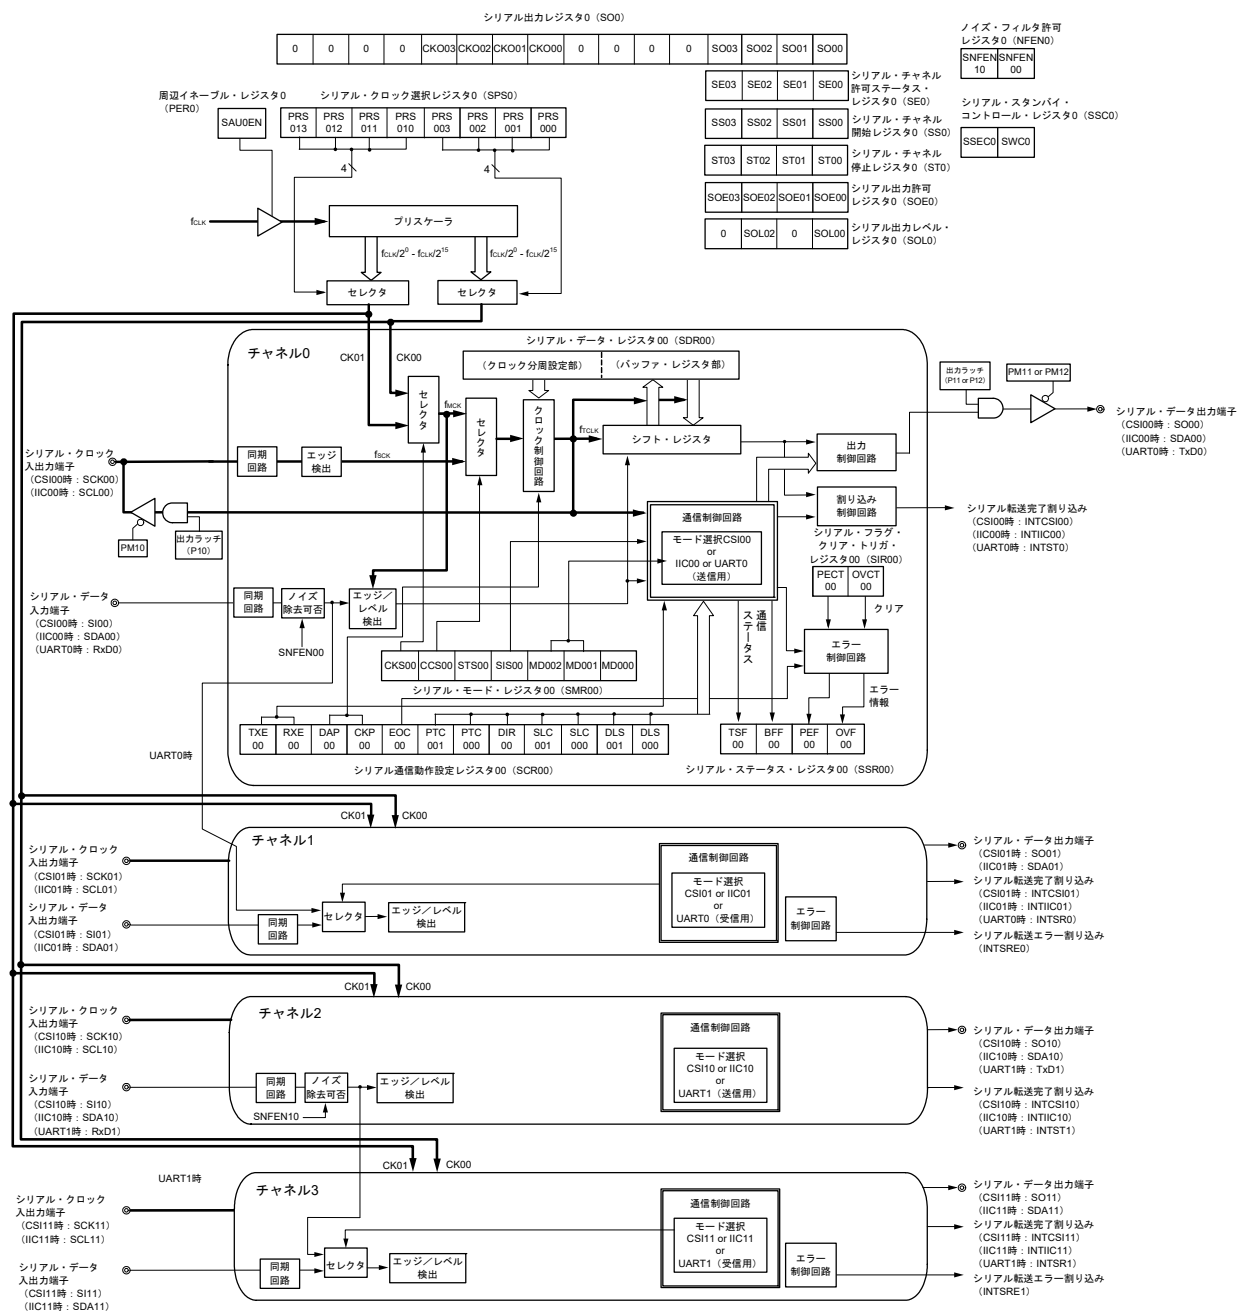 シリアル出力レジスタ0（SO0）
0 0 0 0 CKO03 CKO02 CKO01 CKO00 0 0 0 0 SO03 SO02 SO01 SO00
ノイズ・フィルタ許可
レジスタ0（NFEN0）
SNFEN
10
SNFEN
00
周辺イネーブル・レジスタ0
（PER0）
SAU0EN
シリアル・クロック選択レジスタ0（SPS0）
PRS
013
PRS
012
PRS
011
PRS
010
PRS
003
PRS
002
PRS
001
PRS
000
SE03 SE02 SE01 SE00
シリアル・チャネル
許可ステータス・
レジスタ0（SE0）
SS03 SS02 SS01 SS00
シリアル・チャネル
開始レジスタ0（SS0）
ST03 ST02 ST01 ST00
シリアル・チャネル
停止レジスタ0（ST0）
SOE03 SOE02 SOE01 SOE00
シリアル出力許可
レジスタ0（SOE0）
0 SOL02 0 SOL00
シリアル出力レベル・
レジスタ0（SOL0）
シリアル・スタンバイ・
コントロール・レジスタ0（SSC0）
SSEC0 SWC0
4
4
fCLK
プリスケーラ
fCLK/2⁰ - fCLK/2¹⁵
fCLK/2⁰ - fCLK/2¹⁵
セレクタ
セレクタ
チャネル0
CK01
CK00
シリアル・データ・レジスタ00（SDR00）
（クロック分周設定部）
（バッファ・レジスタ部）
セレクタ
fMCK
セレクタ
クロック制御回路
fTCLK
シフト・レジスタ
出力
制御回路
出力ラッチ
（P11 or P12）
PM11 or PM12
シリアル・データ出力端子
（CSI00時：SO00）
（IIC00時：SDA00）
（UART0時：TxD0）
シリアル・クロック
入出力端子
（CSI00時：SCK00）
（IIC00時：SCL00）
同期
回路
エッジ
検出
fSCK
PM10
出力ラッチ
（P10）
通信制御回路
モード選択CSI00
or
IIC00 or UART0
（送信用）
割り込み
制御回路
シリアル転送完了割り込み
（CSI00時：INTCSI00）
（IIC00時：INTIIC00）
（UART0時：INTST0）
シリアル・フラグ・
クリア・トリガ・
レジスタ00（SIR00）
PECT
00
OVCT
00
クリア
シリアル・データ
入力端子
（CSI00時：SI00）
（IIC00時：SDA00）
（UART0時：RxD0）
同期
回路
ノイズ
除去可否
エッジ／
レベル
検出
SNFEN00
通信
ステータス
エラー
制御回路
エラー
情報
CKS00 CCS00 STS00 SIS00 MD002 MD001 MD000
シリアル・モード・レジスタ00（SMR00）
TXE
00
RXE
00
DAP
00
CKP
00
EOC
00
PTC
001
PTC
000
DIR
00
SLC
001
SLC
000
DLS
001
DLS
000
シリアル通信動作設定レジスタ00（SCR00）
TSF
00
BFF
00
PEF
00
OVF
00
シリアル・ステータス・レジスタ00（SSR00）
UART0時
CK01
CK00
チャネル1
シリアル・クロック
入出力端子
（CSI01時：SCK01）
（IIC01時：SCL01）
シリアル・データ
入出力端子
（CSI01時：SI01）
（IIC01時：SDA01）
同期
回路
セレクタ
エッジ／レベル
検出
通信制御回路
モード選択
CSI01 or IIC01
or
UART0（受信用）
エラー
制御回路
シリアル・データ出力端子
（CSI01時：SO01）
（IIC01時：SDA01）
シリアル転送完了割り込み
（CSI01時：INTCSI01）
（IIC01時：INTIIC01）
（UART0時：INTSR0）
シリアル転送エラー割り込み
（INTSRE0）
CK01
CK00
チャネル2
シリアル・クロック
入出力端子
（CSI10時：SCK10）
（IIC10時：SCL10）
シリアル・データ
入力端子
（CSI10時：SI10）
（IIC10時：SDA10）
（UART1時：RxD1）
同期
回路
ノイズ
除去可否
エッジ／レベル
検出
SNFEN10
通信制御回路
モード選択
CSI10 or IIC10
or
UART1（送信用）
シリアル・データ出力端子
（CSI10時：SO10）
（IIC10時：SDA10）
（UART1時：TxD1）
シリアル転送完了割り込み
（CSI10時：INTCSI10）
（IIC10時：INTIIC10）
（UART1時：INTST1）
CK01
CK00
UART1時
チャネル3
シリアル・クロック
入出力端子
（CSI11時：SCK11）
（IIC11時：SCL11）
シリアル・データ
入出力端子
（CSI11時：SI11）
（IIC11時：SDA11）
同期
回路
セレクタ
エッジ／レベル
検出
通信制御回路
モード選択
CSI11 or IIC11
or
UART1（受信用）
エラー
制御回路
シリアル・データ出力端子
（CSI11時：SO11）
（IIC11時：SDA11）
シリアル転送完了割り込み
（CSI11時：INTCSI11）
（IIC11時：INTIIC11）
（UART1時：INTSR1）
シリアル転送エラー割り込み
（INTSRE1）